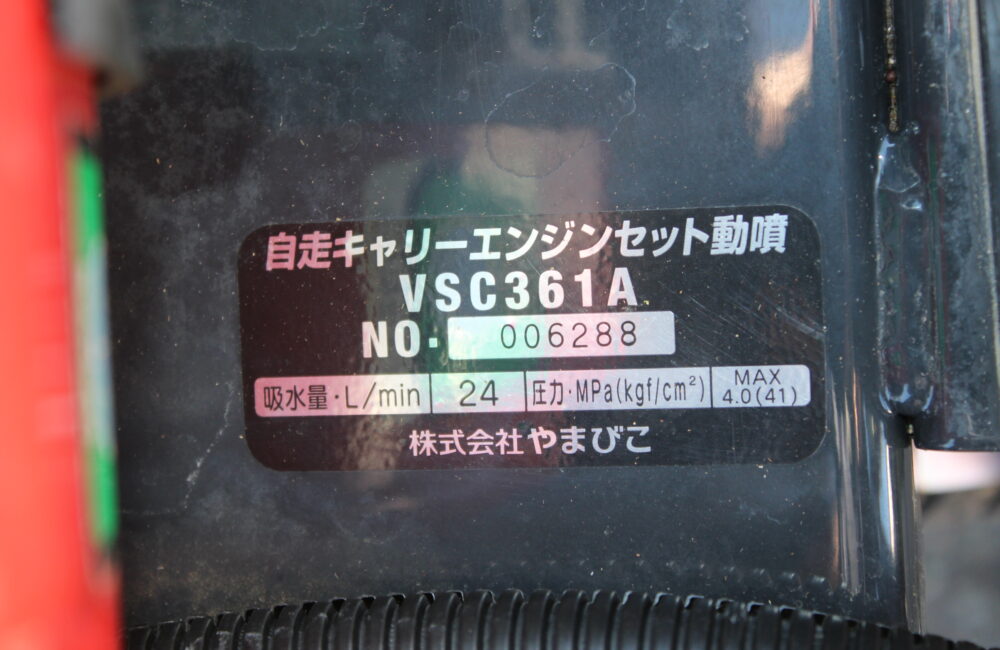 自走キャリーエンジンセット動噴
VSC361A
NO. 006288
吸水量・L/min 24 圧力・MPa(kgf/cm²) MAX 4.0(41)
株式会社やまびこ